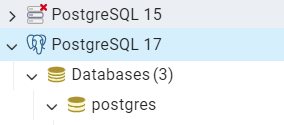 PostgreSQL 15
PostgreSQL 17
Databases (3)
postgres